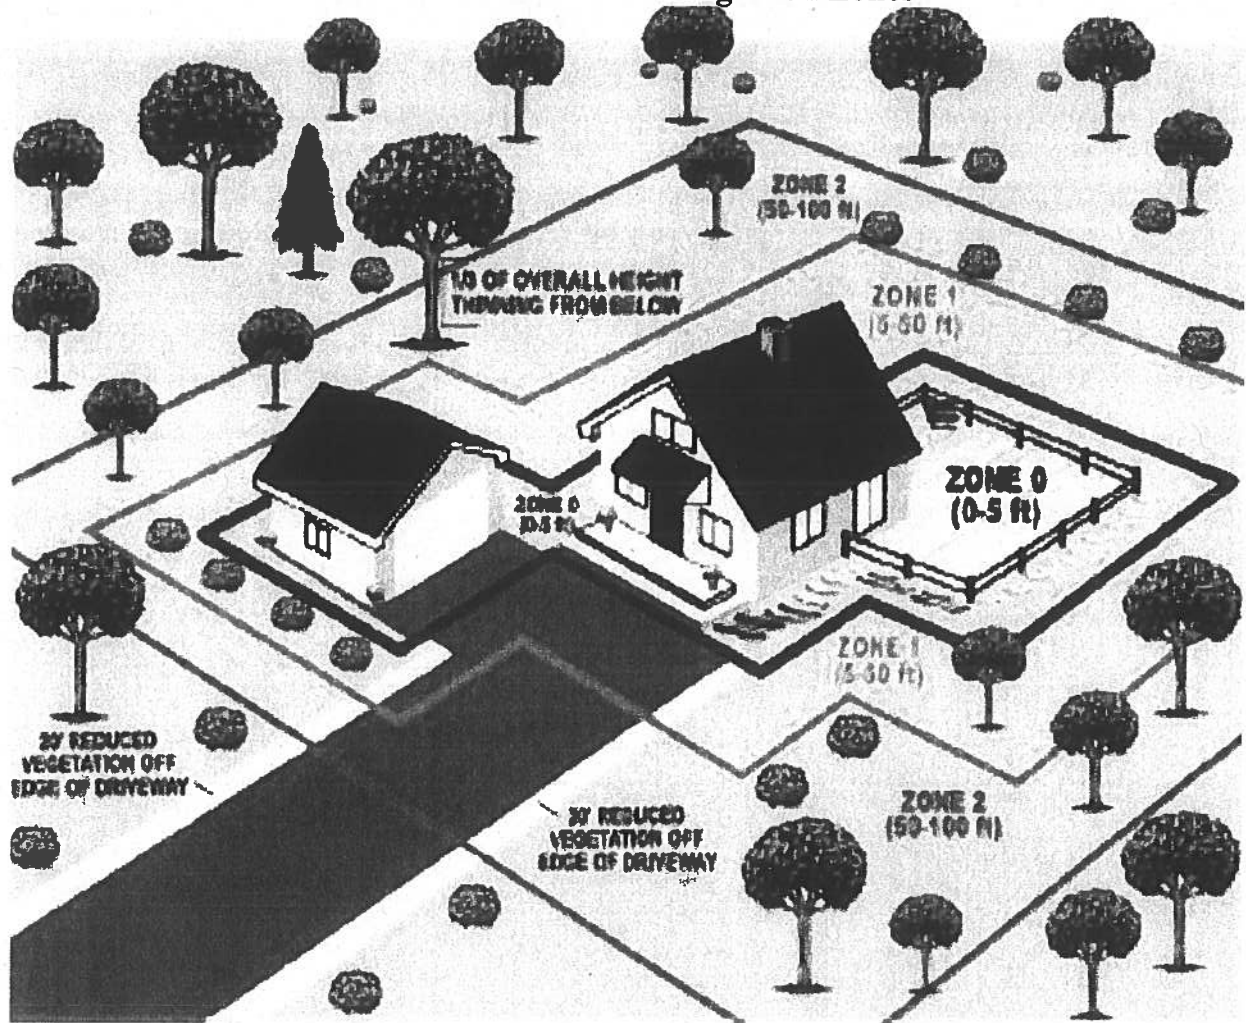 ZONE 2
(50-100 ft)
1/3 OF OVERALL HEIGHT
THINNING FROM BELOW
ZONE 1
(5-50 ft)
ZONE 0
(0-5 ft)
ZONE 0
(0-5 ft)
ZONE 1
(5-50 ft)
20' REDUCED
VEGETATION OFF
EDGE OF DRIVEWAY
ZONE 2
(50-100 ft)
20' REDUCED
VEGETATION OFF
EDGE OF DRIVEWAY